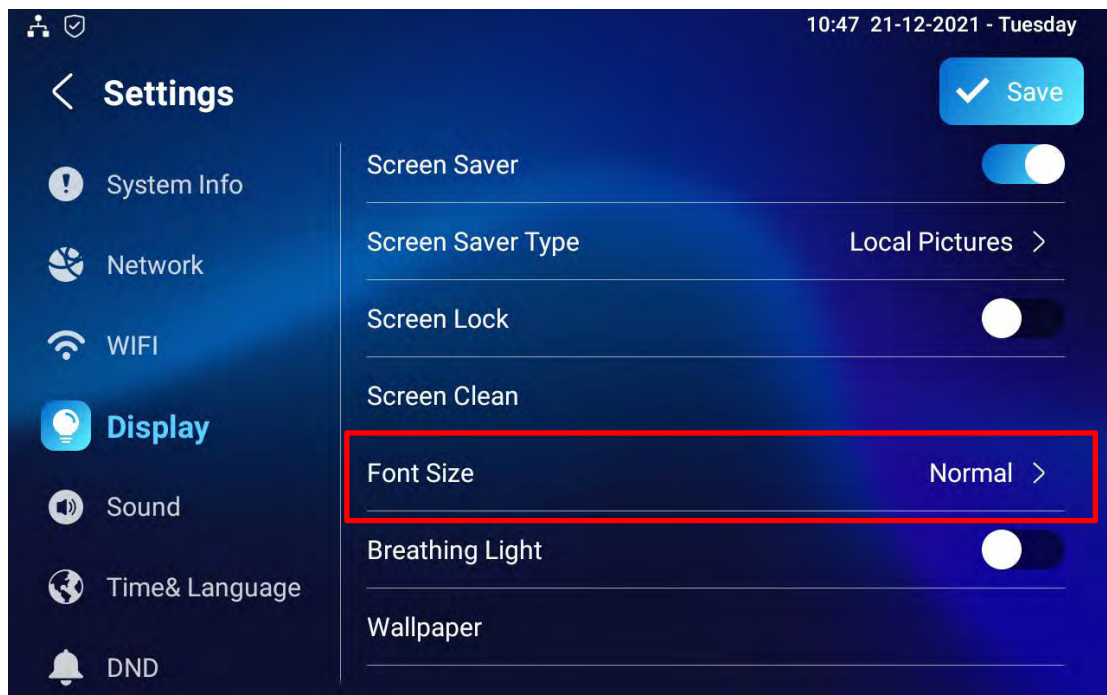 10:47 21-12-2021 - Tuesday
Settings
Save
System Info
Network
WIFI
Display
Sound
Time& Language
DND
Screen Saver
Screen Saver Type Local Pictures
Screen Lock
Screen Clean
Font Size Normal
Breathing Light
Wallpaper